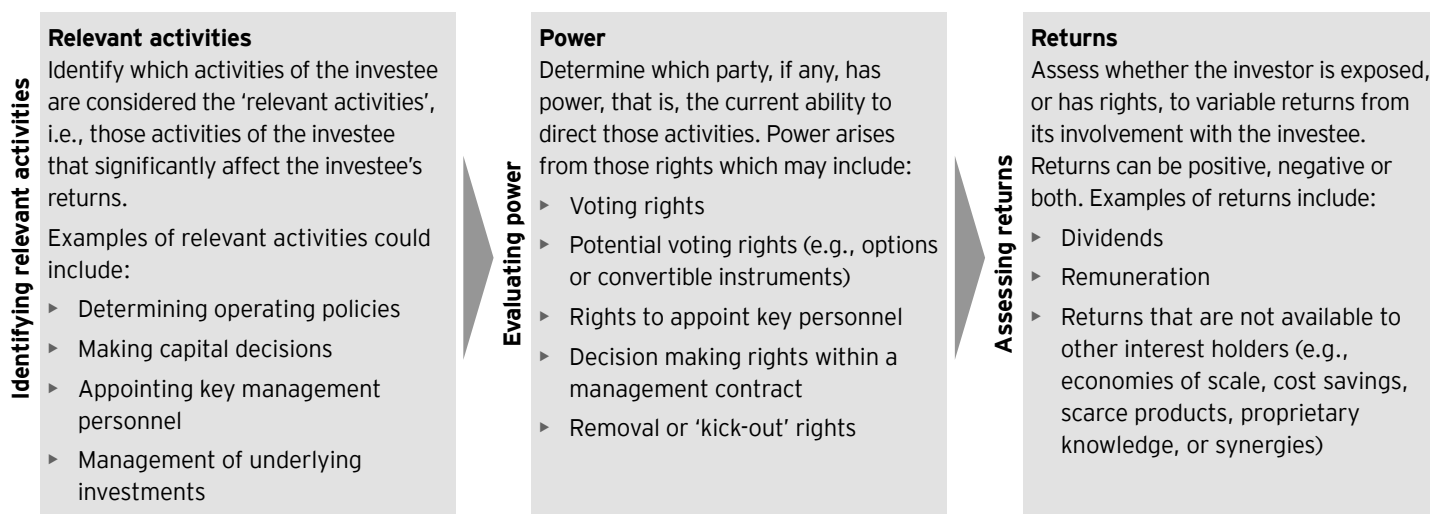 Identifying relevant activities
Relevant activities
Identify which activities of the investee
are considered the ‘relevant activities’,
i.e., those activities of the investee
that significantly affect the investee’s
returns.
Examples of relevant activities could
include:
▸ Determining operating policies
▸ Making capital decisions
▸ Appointing key management
personnel
▸ Management of underlying
investments
Evaluating power
Power
Determine which party, if any, has
power, that is, the current ability to
direct those activities. Power arises
from those rights which may include:
▸ Voting rights
▸ Potential voting rights (e.g., options
or convertible instruments)
▸ Rights to appoint key personnel
▸ Decision making rights within a
management contract
▸ Removal or ‘kick-out’ rights
Assessing returns
Returns
Assess whether the investor is exposed,
or has rights, to variable returns from
its involvement with the investee.
Returns can be positive, negative or
both. Examples of returns include:
▸ Dividends
▸ Remuneration
▸ Returns that are not available to
other interest holders (e.g.,
economies of scale, cost savings,
scarce products, proprietary
knowledge, or synergies)